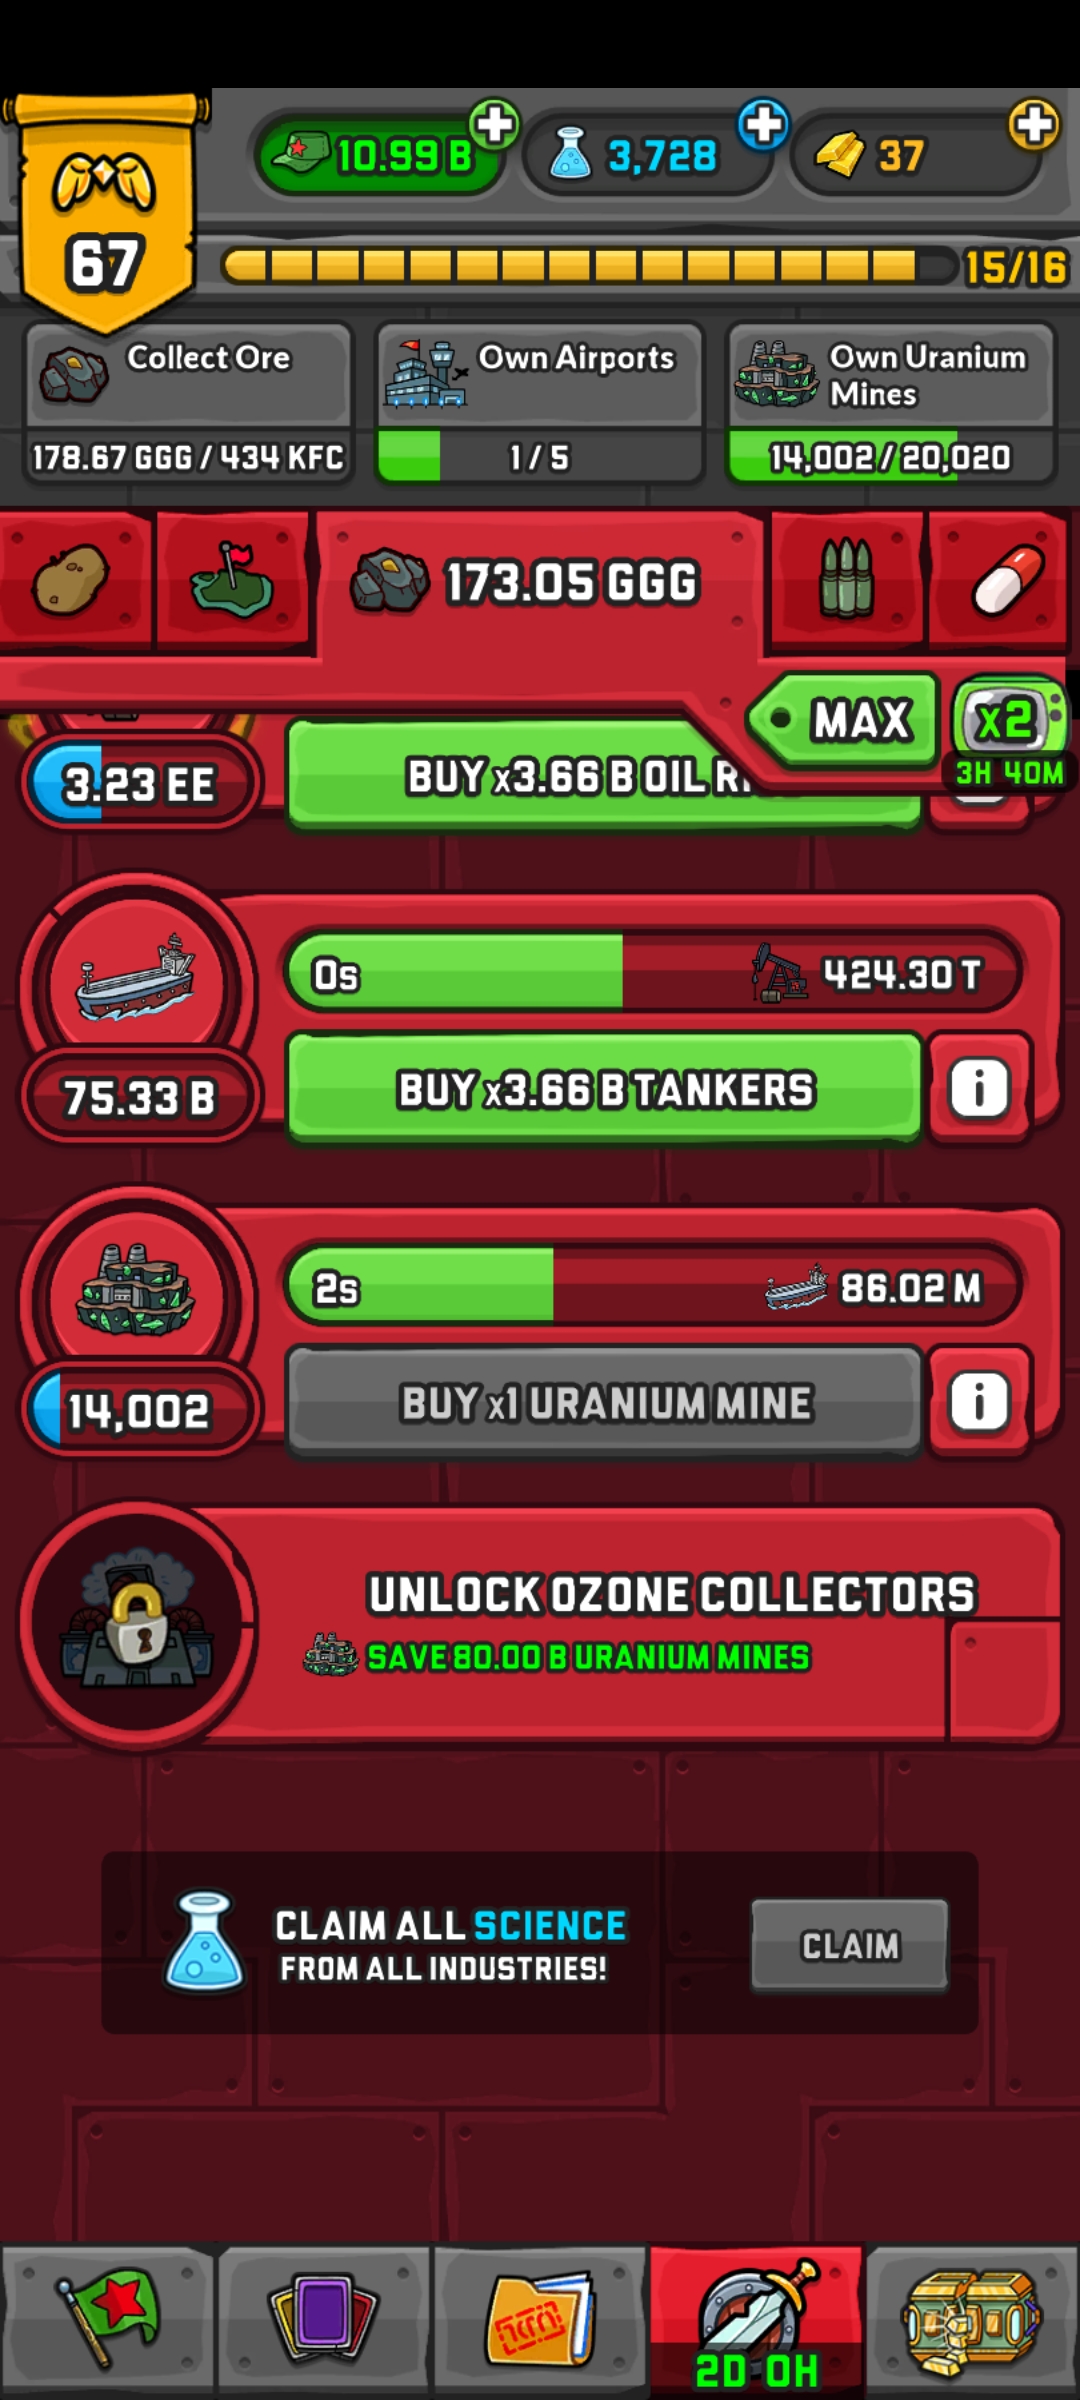 10.99 B
3,728
37
67
15/16
Collect Ore
178.67 GGG / 434 KFC
Own Airports
1 / 5
Own Uranium
Mines
14,002 / 20,020
173.05 GGG
MAX
x2
3H 40M
3.23 EE
BUY x3.66 B OIL
0s
424.30 T
75.33 B
BUY x3.66 B TANKERS
i
2s
86.02 M
14,002
BUY x1 URANIUM MINE
i
UNLOCK OZONE COLLECTORS
SAVE 80.00 B URANIUM MINES
CLAIM ALL SCIENCE
FROM ALL INDUSTRIES!
CLAIM
2D 0H